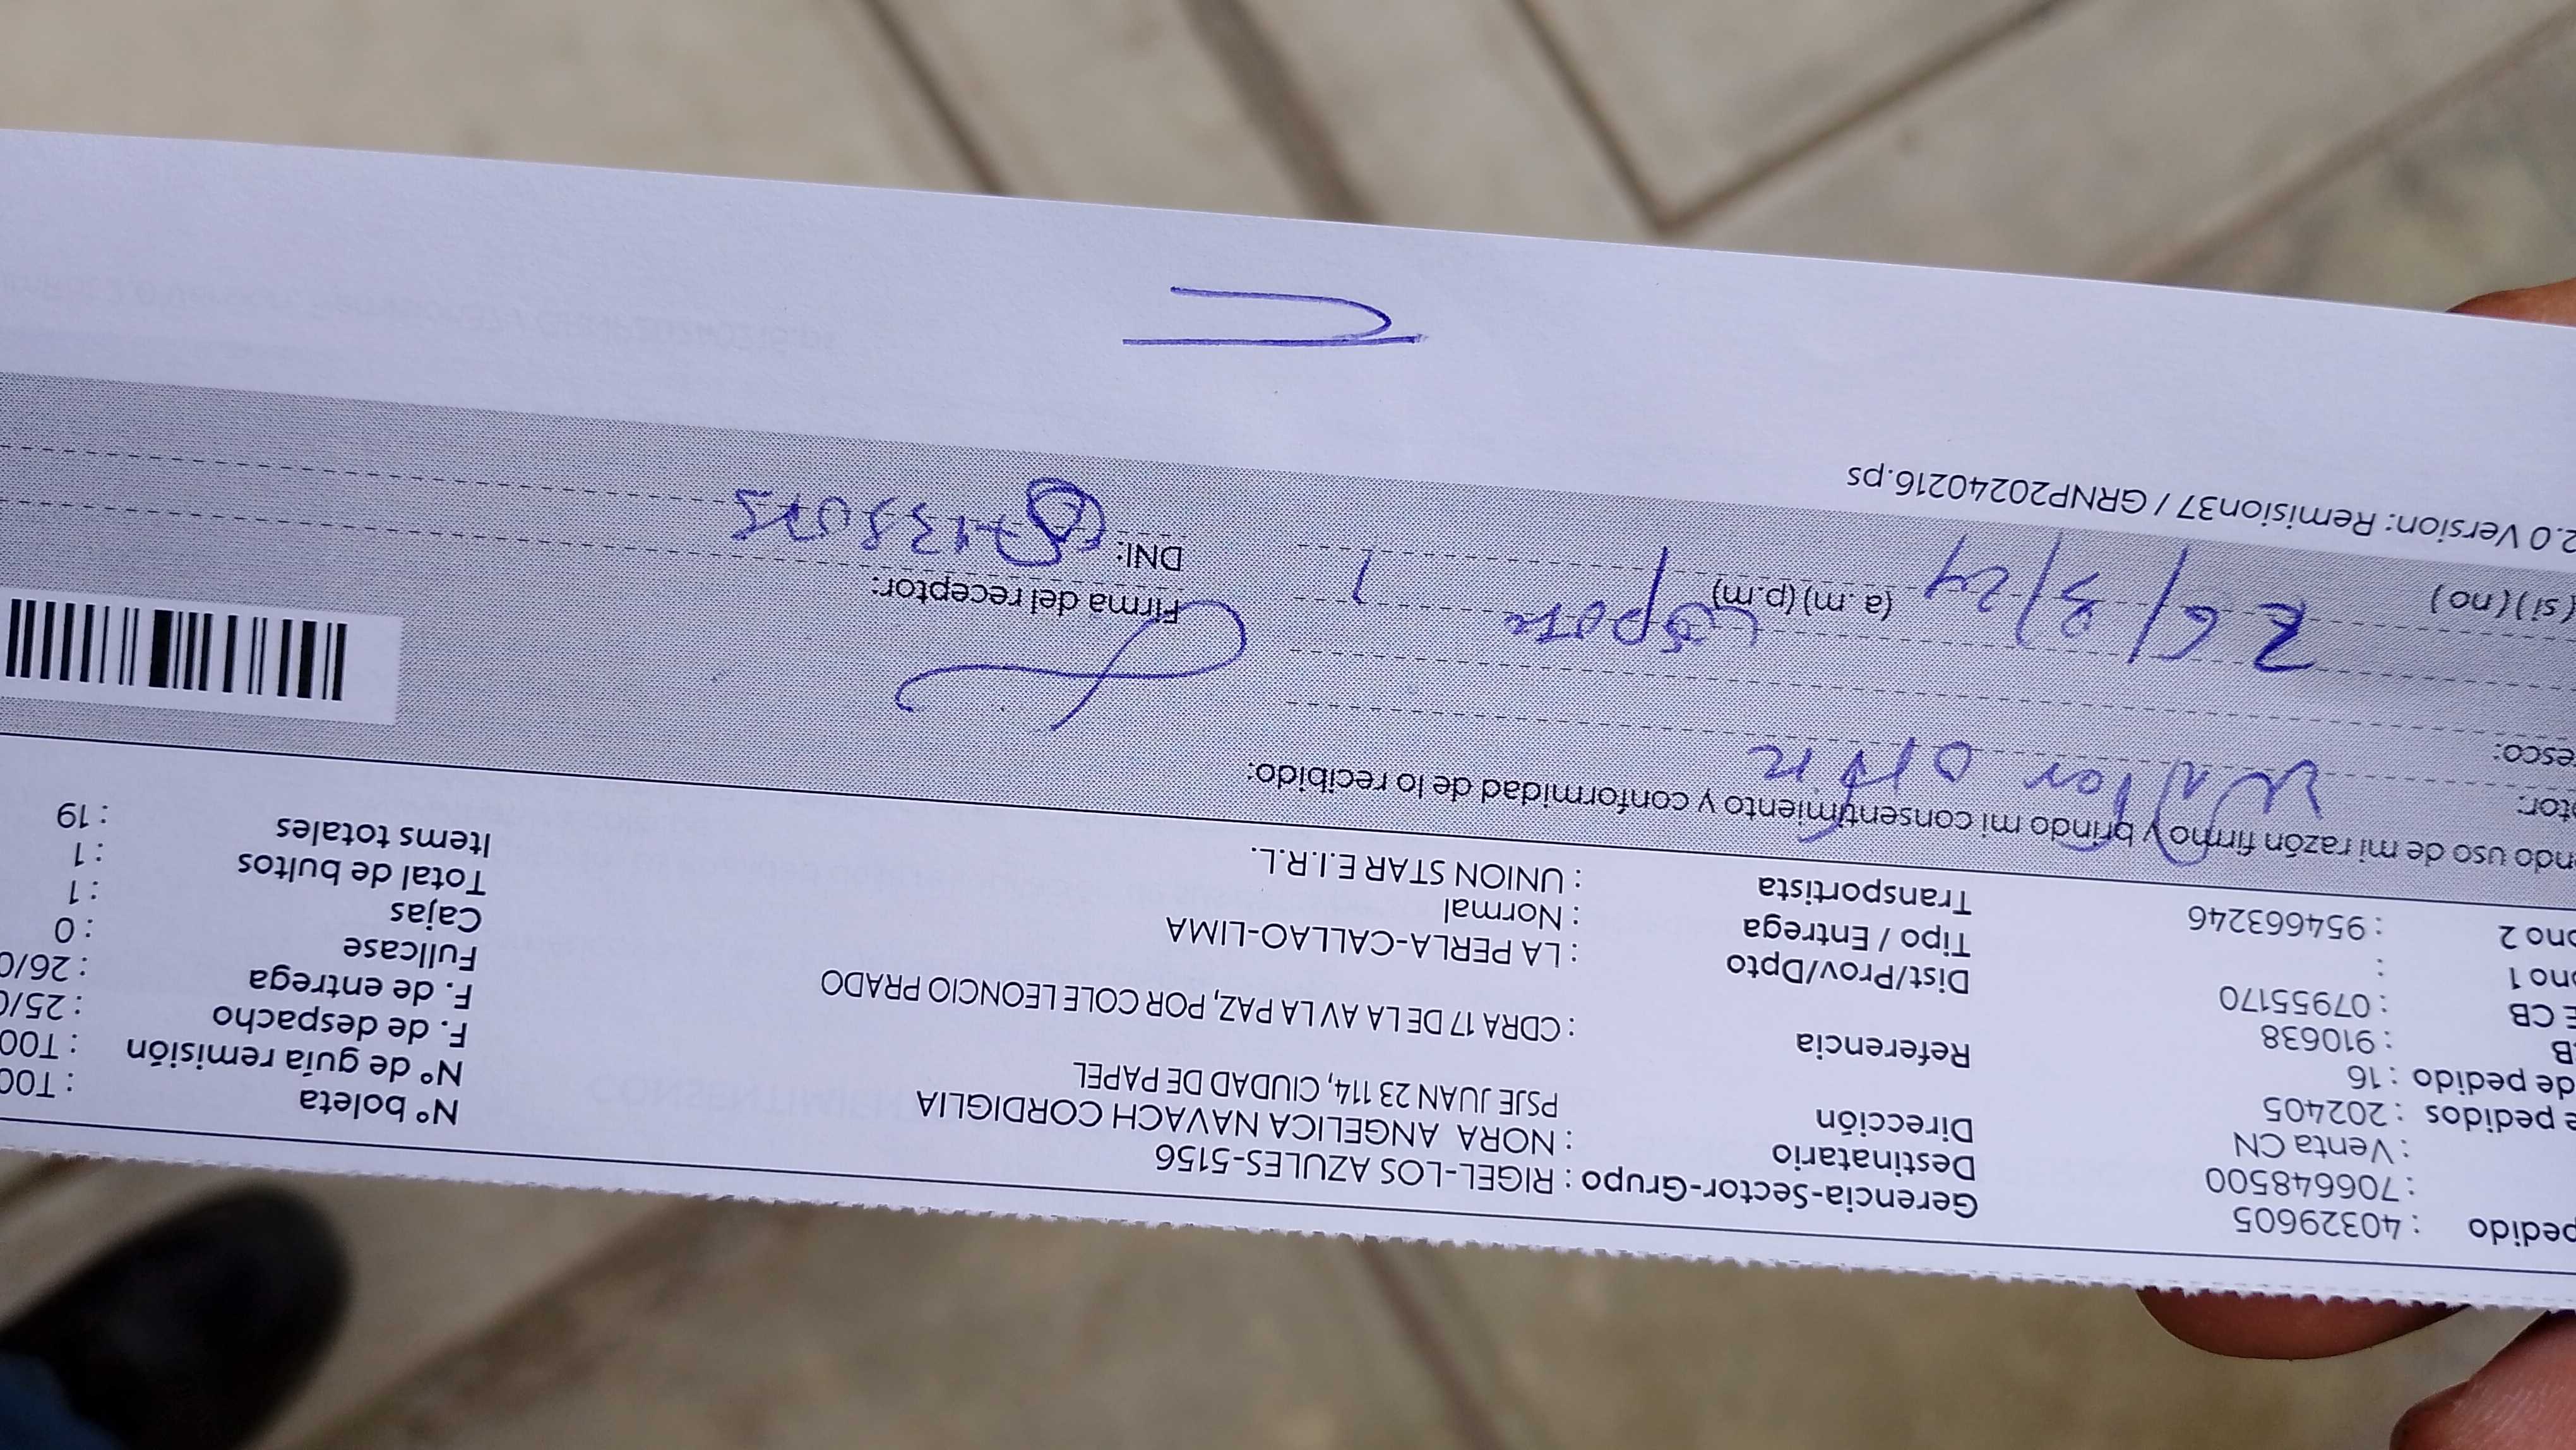 pedido : 40329605
: 706648500
: Venta CN
e pedidos : 202405
de pedido : 16
: 910638
E CB : 07955170
ono 1 :
ono 2 : 954663246
Gerencia-Sector-Grupo : RIGEL-LOS AZULES-5156
Destinatario : NORA ANGELICA NAVACH CORDIGLIA
Dirección PSJE JUAN 23 114, CIUDAD DE PAPEL
Referencia : CDRA 17 DE LA AV LA PAZ, POR COLE LEONCIO PRADO
Dist/Prov/Dpto : LA PERLA-CALLAO-LIMA
Tipo / Entrega : Normal
Transportista : UNION STAR E.I.R.L.
Nº boleta : T00
Nº de guía remisión : T00
F. de despacho : 25/0
F. de entrega : 26/0
Fullcase : 0
Cajas : 1
Total de bultos : 1
Items totales : 19
ndo uso de mi razón firmo y brindo mi consentimiento y conformidad de lo recibido:
ptor:
esco:
(si) (no) 26/3/24 (a.m) (p.m)
Firma del receptor:
DNI:
2.0 Version: Remision37 / GRNP20240216.ps